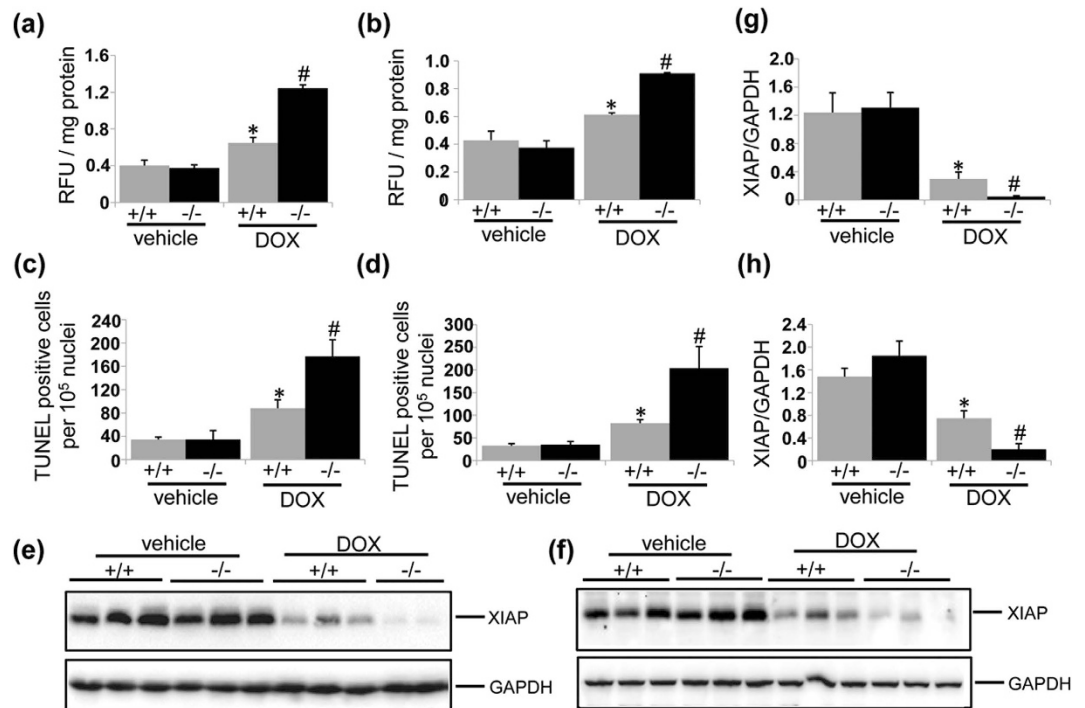 (a)
RFU / mg protein
1.6
1.2
0.8
0.4
0
*
#
+/+ -/- +/+ -/-
vehicle DOX
(b)
RFU / mg protein
1.0
0.8
0.6
0.4
0.2
0
*
#
+/+ -/- +/+ -/-
vehicle DOX
(g)
XIAP/GAPDH
2.0
1.6
1.2
0.8
0.4
0
*
#
+/+ -/- +/+ -/-
vehicle DOX
(c)
TUNEL positive cells
per 10⁵ nuclei
240
200
160
120
80
40
0
*
#
+/+ -/- +/+ -/-
vehicle DOX
(d)
TUNEL positive cells
per 10⁵ nuclei
300
250
200
150
100
50
0
*
#
+/+ -/- +/+ -/-
vehicle DOX
(h)
XIAP/GAPDH
2.4
2.0
1.6
1.2
0.8
0.4
0
*
#
+/+ -/- +/+ -/-
vehicle DOX
(e)
vehicle DOX
+/+ -/- +/+ -/-
XIAP
GAPDH
(f)
vehicle DOX
+/+ -/- +/+ -/-
XIAP
GAPDH